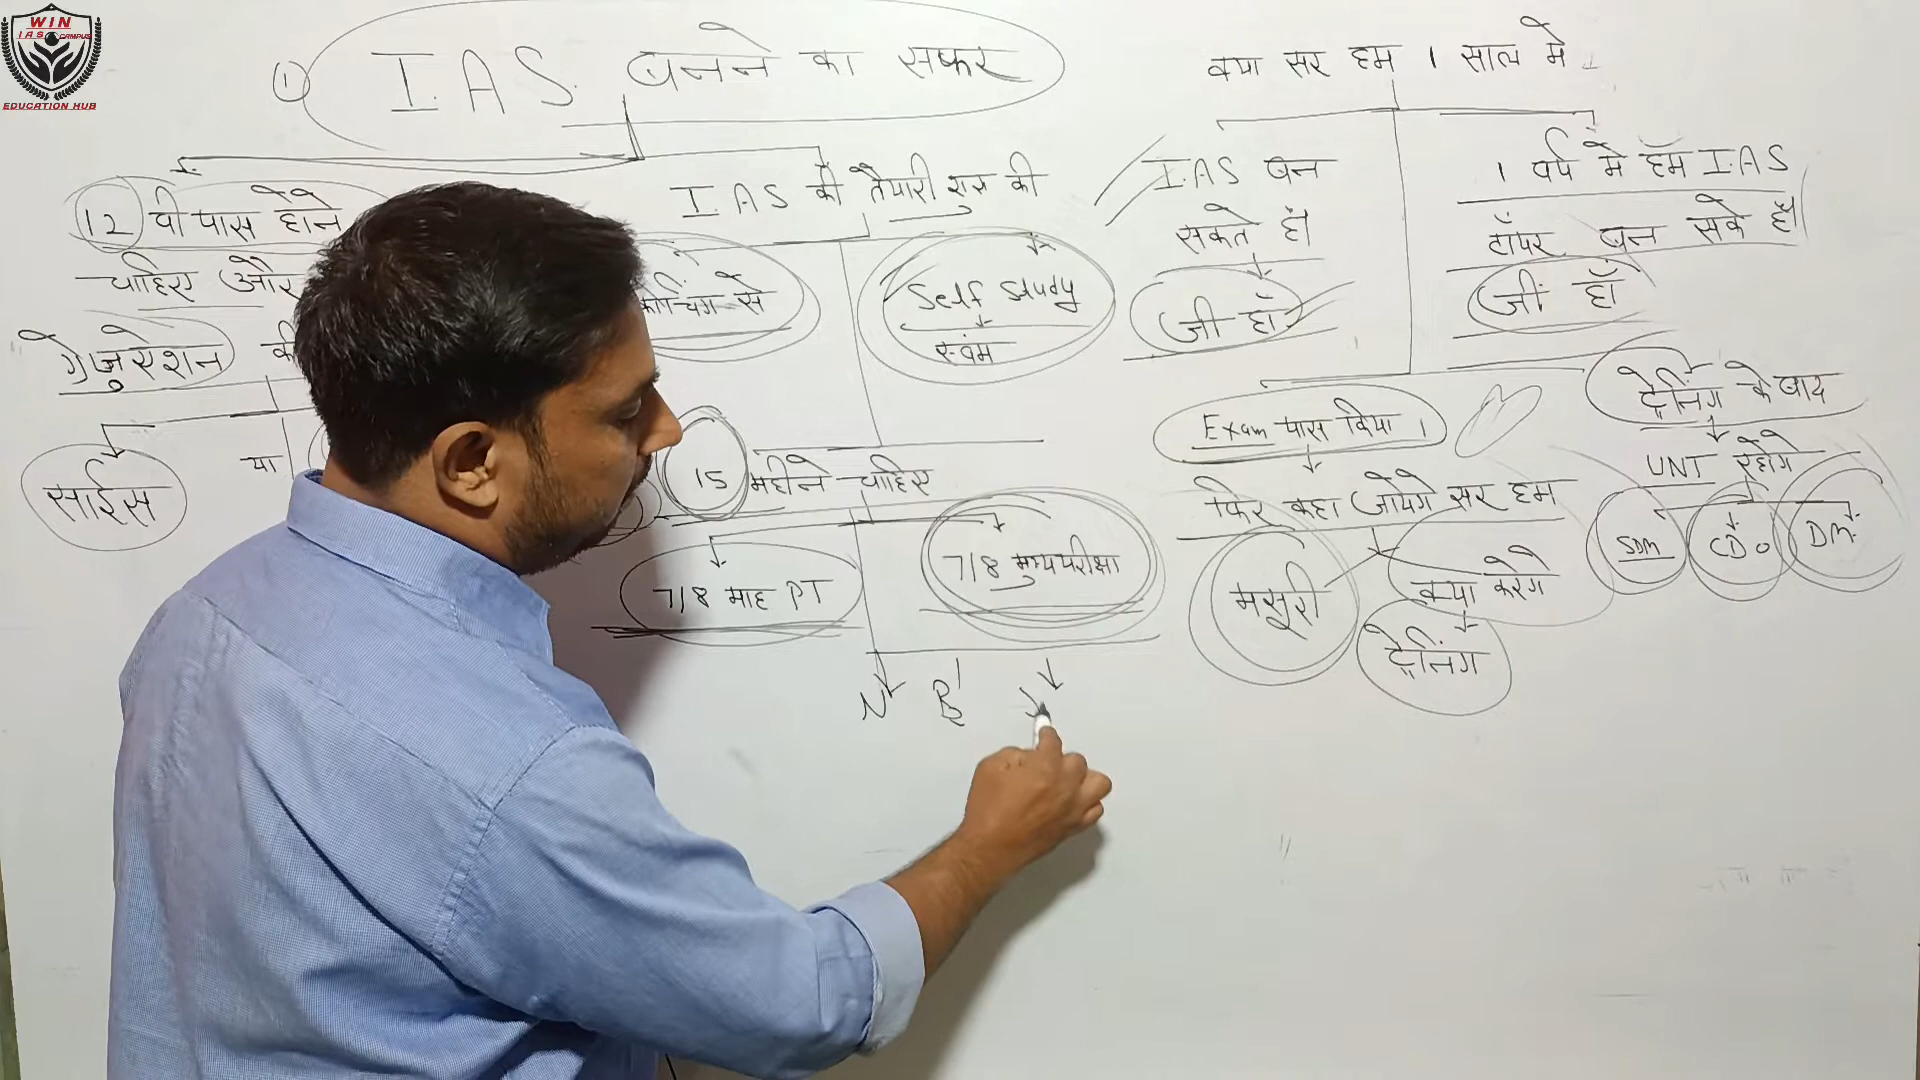 WIN
IAS CAMPUS
EDUCATION HUB
① I.A.S. बनने का सफर
12 वी पास होने
चाहिए और
ग्रेजुऐशन की
साईंस
या
I.A.S की तैयारी शुरु की
कोचिंग से
Self Study
स्वंम
15 महीने चाहिए
7/8 माह PT
7/8 मुख्यपरीक्षा
N B
क्या सर हम 1 साल मे
I.A.S बन
सकते हैं।
जी हाँ
1 वर्ष मे हॅम I.A.S
टॉपर बन सके हैं।
जीं हाँ
Exam पास किया।
फिर कहा जायेगे सर हम
मसूरी
क्या करेगे
ट्रेनिंग
ट्रेनिंग के बाद
UNT रहोगे
SDM CDO DM.